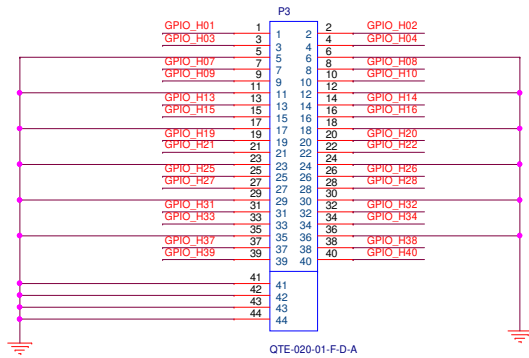 P3
GPIO_H01 1 1 2 2 GPIO_H02
GPIO_H03 3 3 4 4 GPIO_H04
5 5 6 6
GPIO_H07 7 7 8 8 GPIO_H08
GPIO_H09 9 9 10 10 GPIO_H10
11 11 12 12
GPIO_H13 13 13 14 14 GPIO_H14
GPIO_H15 15 15 16 16 GPIO_H16
17 17 18 18
GPIO_H19 19 19 20 20 GPIO_H20
GPIO_H21 21 21 22 22 GPIO_H22
23 23 24 24
GPIO_H25 25 25 26 26 GPIO_H26
GPIO_H27 27 27 28 28 GPIO_H28
29 29 30 30
GPIO_H31 31 31 32 32 GPIO_H32
GPIO_H33 33 33 34 34 GPIO_H34
35 35 36 36
GPIO_H37 37 37 38 38 GPIO_H38
GPIO_H39 39 39 40 40 GPIO_H40
41 41
42 42
43 43
44 44
QTE-020-01-F-D-A